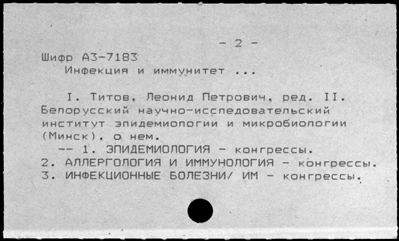 - 2 -
Шифр А3-7183
Инфекция и иммунитет ...
I. Титов, Леонид Петрович, ред. II.
Белорусский научно-исследовательский
институт эпидемиологии и микробиологии
(Минск), о нем.
-- 1. ЭПИДЕМИОЛОГИЯ - конгрессы.
2. АЛЛЕРГОЛОГИЯ И ИММУНОЛОГИЯ - конгрессы.
3. ИНФЕКЦИОННЫЕ БОЛЕЗНИ/ ИМ - конгрессы.